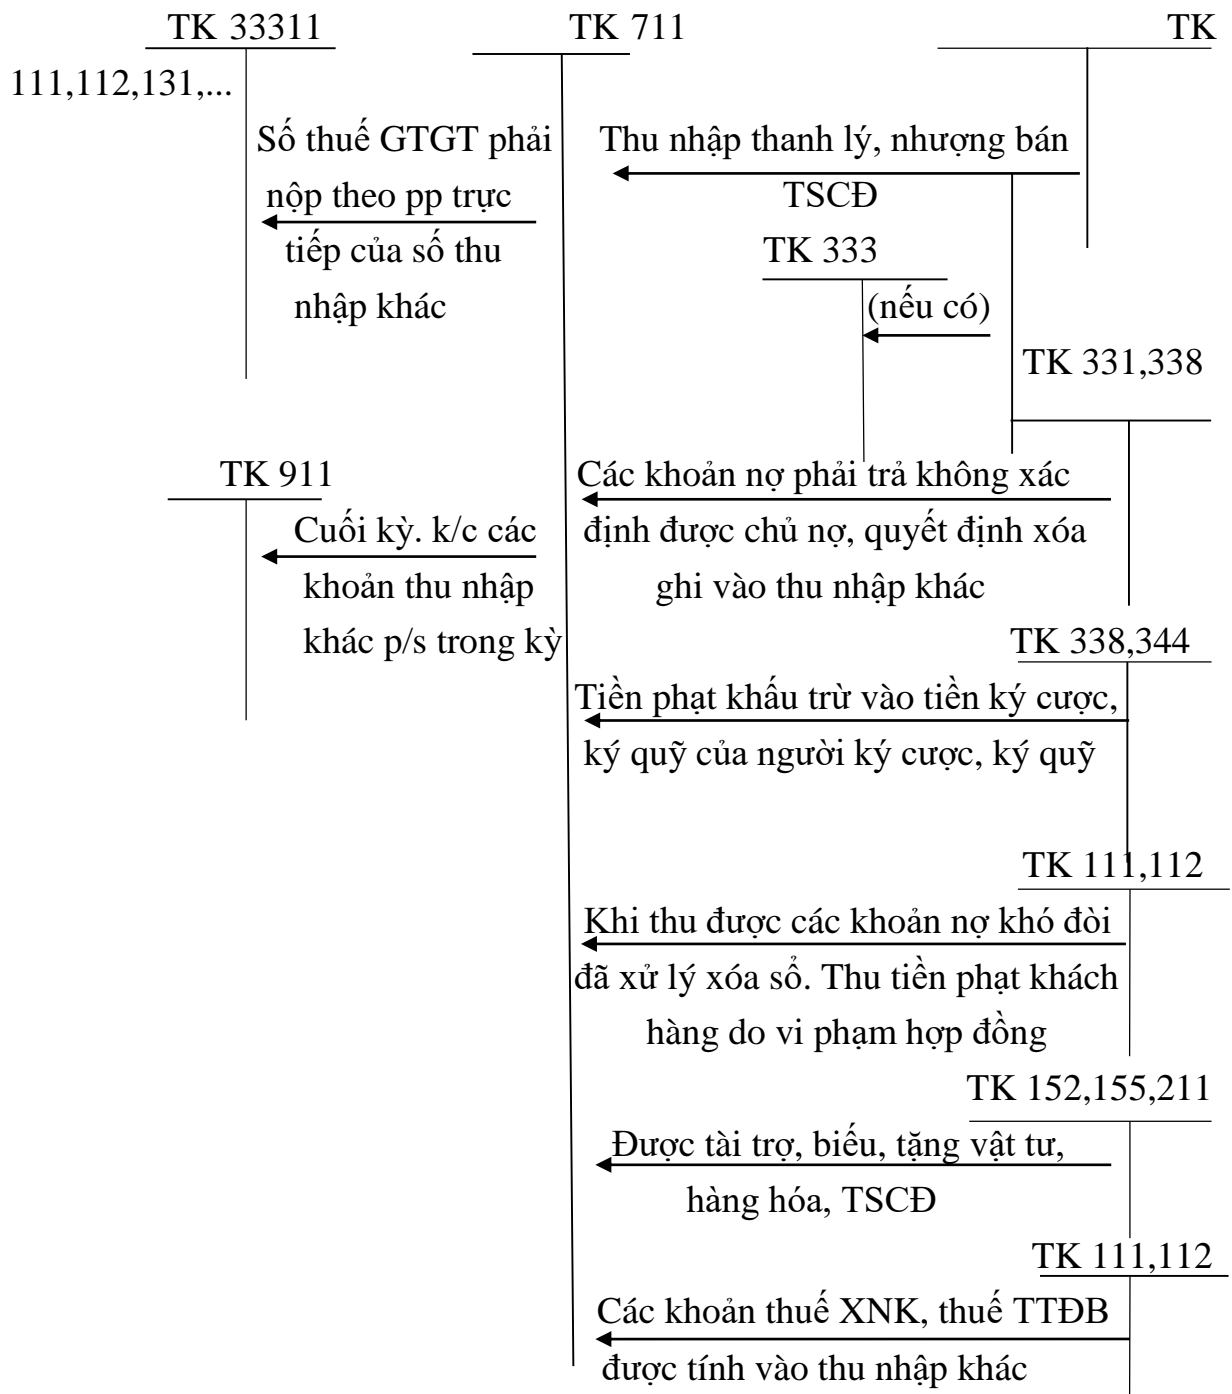 TK 33311
TK 711
TK
111,112,131,...
Số thuế GTGT phải
nộp theo pp trực
tiếp của số thu
nhập khác
Thu nhập thanh lý, nhượng bán
TSCĐ
TK 333
(nếu có)
TK 331,338
TK 911
Cuối kỳ. k/c các
khoản thu nhập
khác p/s trong kỳ
Các khoản nợ phải trả không xác
định được chủ nợ, quyết định xóa
ghi vào thu nhập khác
TK 338,344
Tiền phạt khấu trừ vào tiền ký cược,
ký quỹ của người ký cược, ký quỹ
TK 111,112
Khi thu được các khoản nợ khó đòi
đã xử lý xóa sổ. Thu tiền phạt khách
hàng do vi phạm hợp đồng
TK 152,155,211
Được tài trợ, biếu, tặng vật tư,
hàng hóa, TSCĐ
TK 111,112
Các khoản thuế XNK, thuế TTĐB
được tính vào thu nhập khác